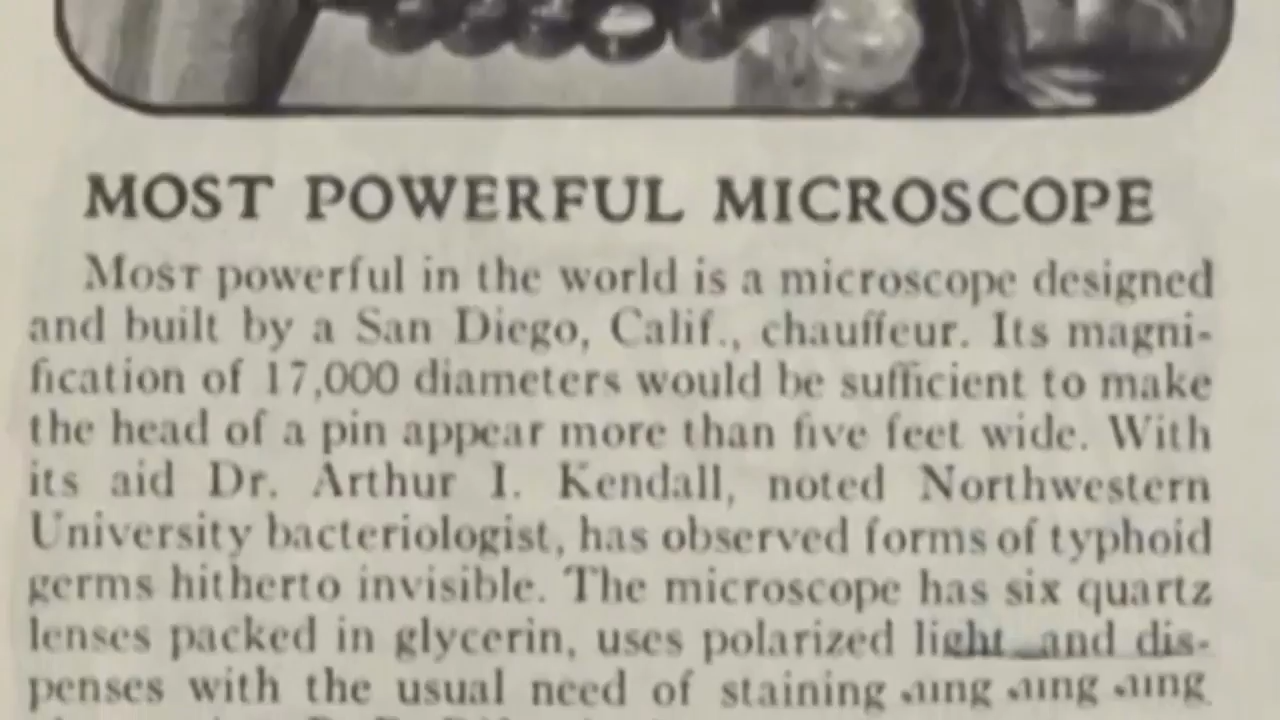 MOST POWERFUL MICROSCOPE
MOST powerful in the world is a microscope designed
and built by a San Diego, Calif., chauffeur. Its magni-
fication of 17,000 diameters would be sufficient to make
the head of a pin appear more than five feet wide. With
its aid Dr. Arthur I. Kendall, noted Northwestern
University bacteriologist, has observed forms of typhoid
germs hitherto invisible. The microscope has six quartz
lenses packed in glycerin, uses polarized light and dis-
penses with the usual need of staining